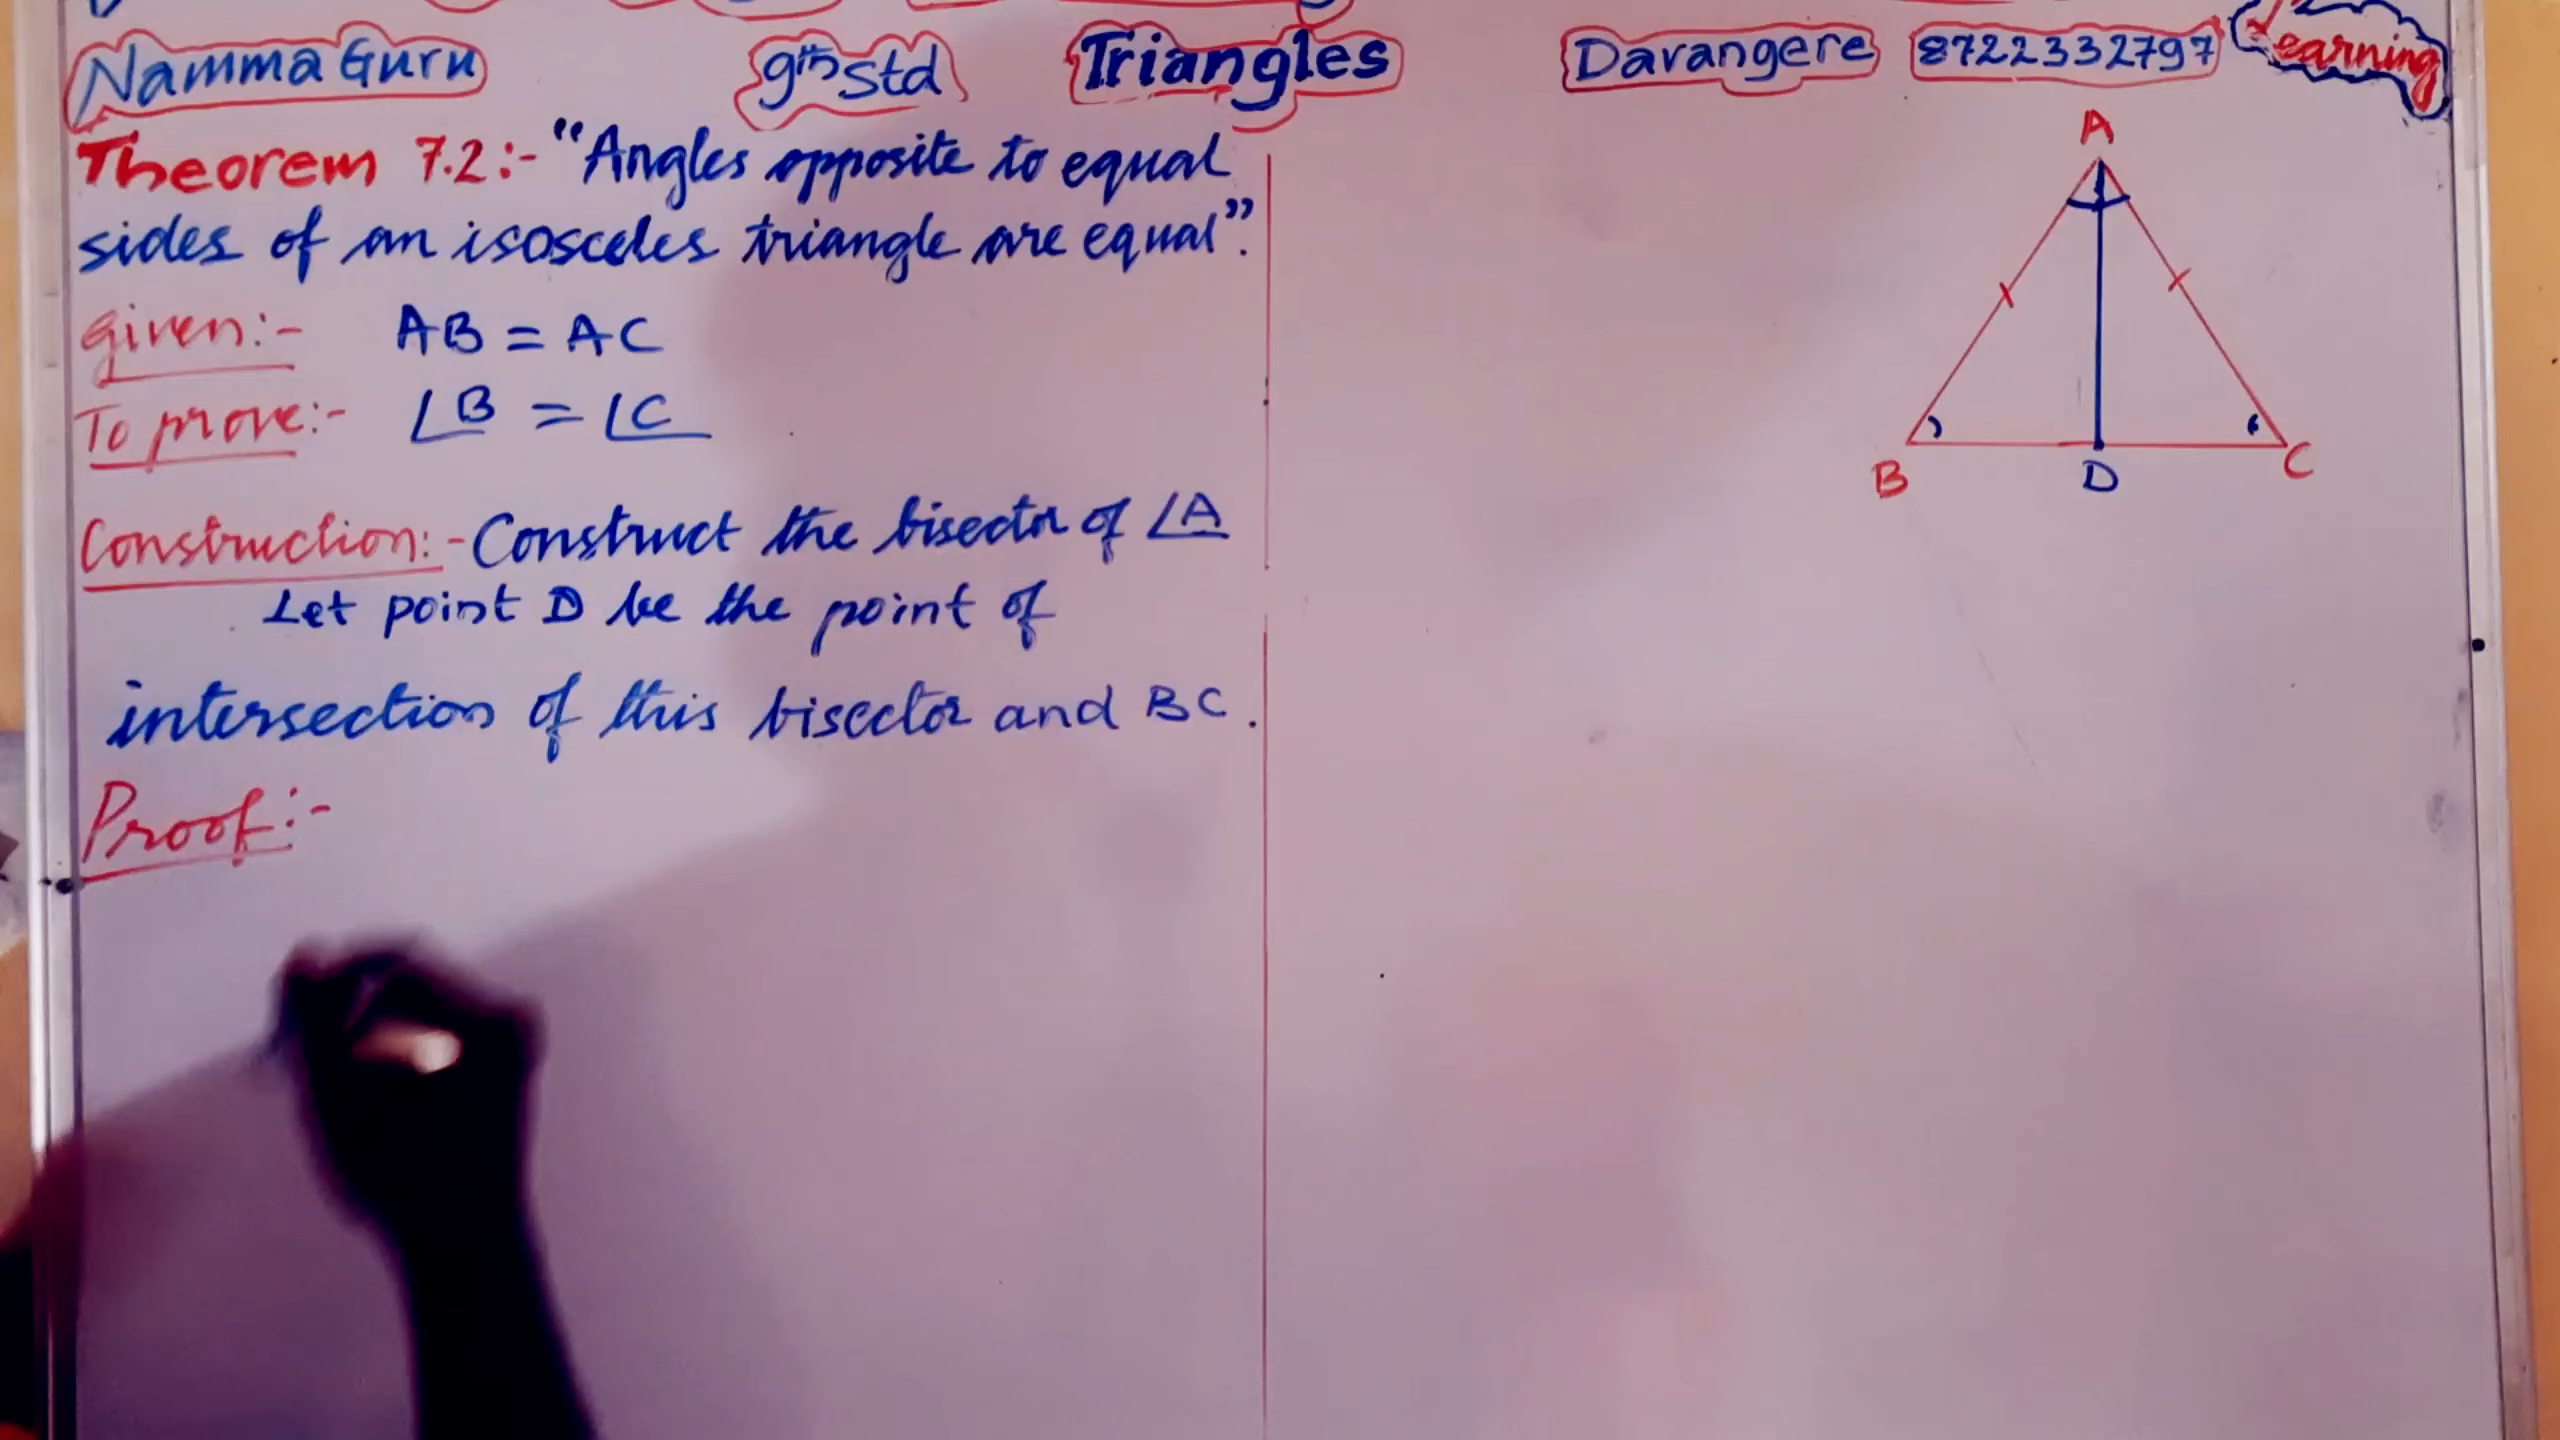 Namma Guru 9th Std Triangles Davangere 8722332797 Learning
Theorem 7.2:- "Angles opposite to equal
sides of an isosceles triangle are equal".
given:- AB = AC
To prove:- ∠B = ∠C
Construction:- Construct the bisector of ∠A
Let point D be the point of
intersection of this bisector and BC.
Proof:-
A
B D C